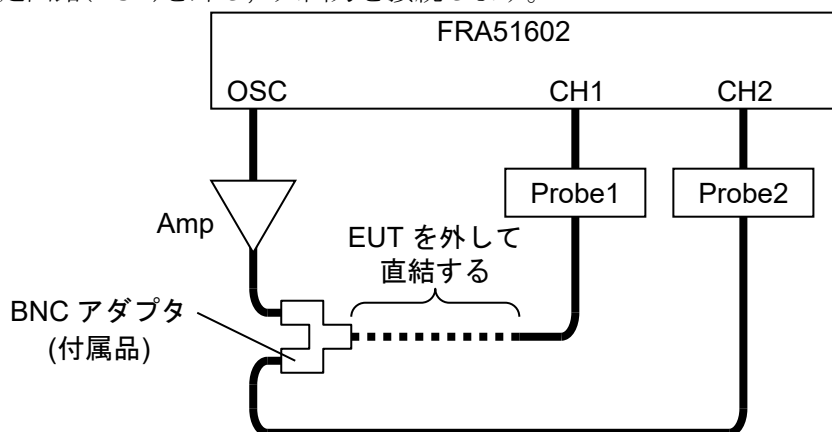 FRA51602
OSC
CH1
CH2
Probe1
Probe2
Amp
EUT を外して
直結する
BNC アダプタ
(付属品)